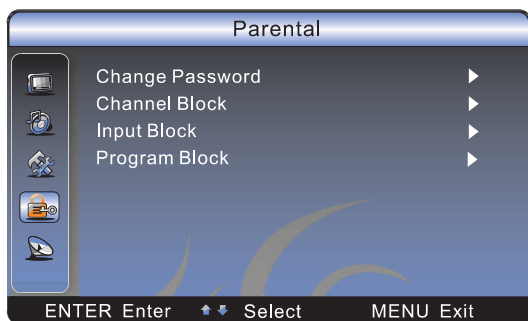 Parental
Change Password
Channel Block
Input Block
Program Block
ENTER Enter Select MENU Exit